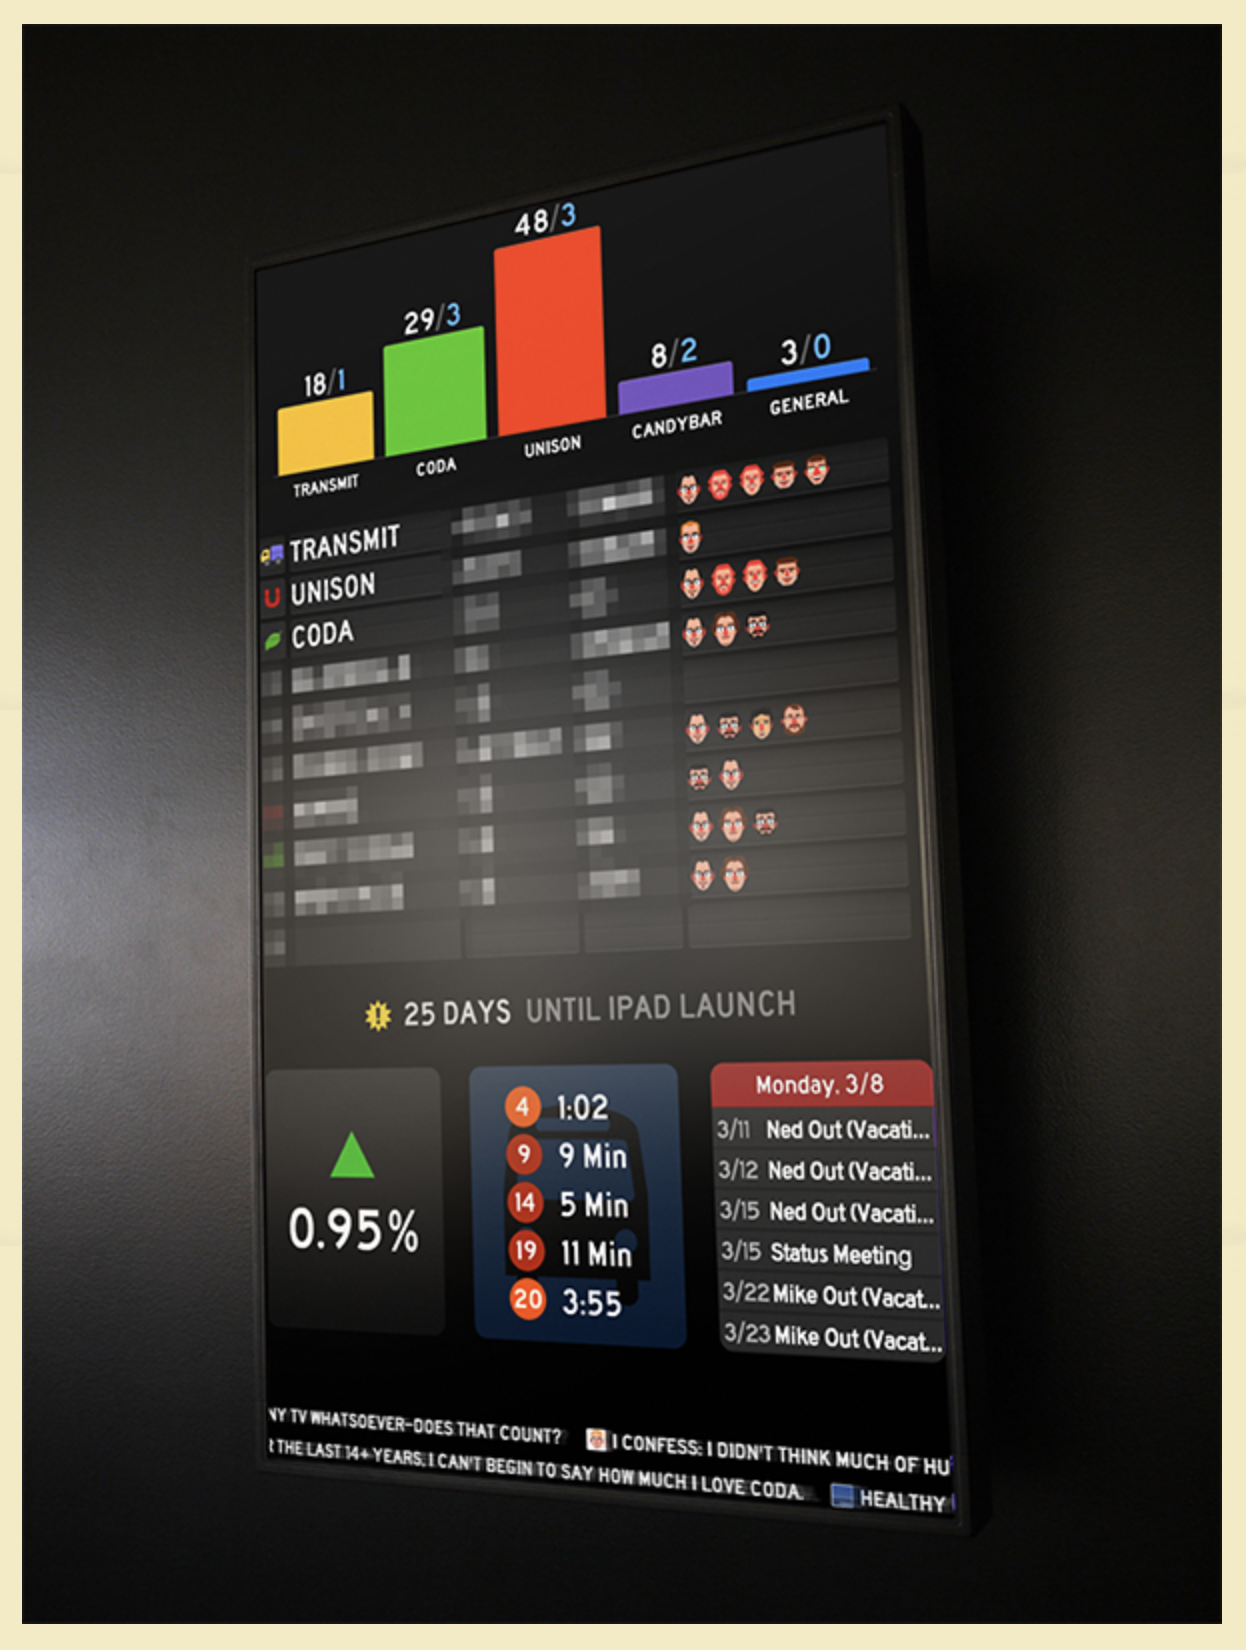 48/3
29/3
18/1
8/2
3/0
TRANSMIT
CODA
UNISON
CANDYBAR
GENERAL
TRANSMIT
UNISON
CODA
25 DAYS UNTIL IPAD LAUNCH
0.95%
4 1:02
9 9 Min
14 5 Min
19 11 Min
20 3:55
Monday, 3/8
3/11 Ned Out (Vacati...
3/12 Ned Out (Vacati...
3/15 Ned Out (Vacati...
3/15 Status Meeting
3/22 Mike Out (Vacat...
3/23 Mike Out (Vacat...
NY TV WHATSOEVER—DOES THAT COUNT? I CONFESS: I DIDN'T THINK MUCH OF HU
THE LAST 14+ YEARS. I CAN'T BEGIN TO SAY HOW MUCH I LOVE CODA. HEALTHY